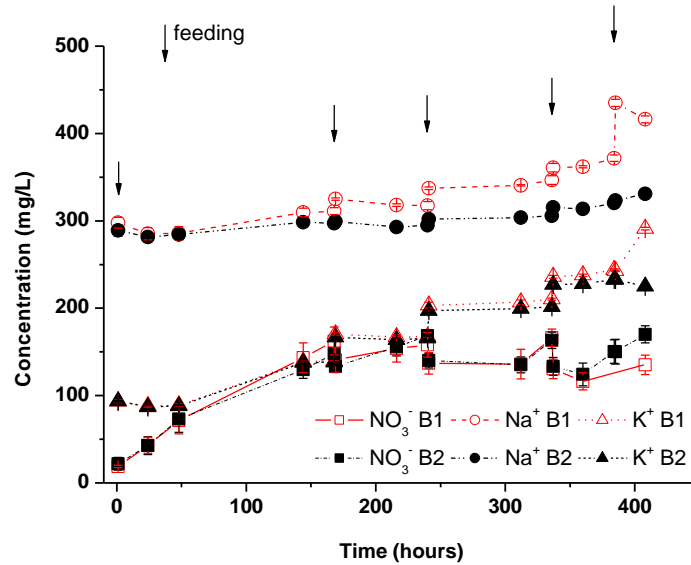 feeding
Concentration (mg/L)
500
400
300
200
100
0
NO₃⁻ B1 Na⁺ B1 K⁺ B1
NO₃⁻ B2 Na⁺ B2 K⁺ B2
0 100 200 300 400
Time (hours)